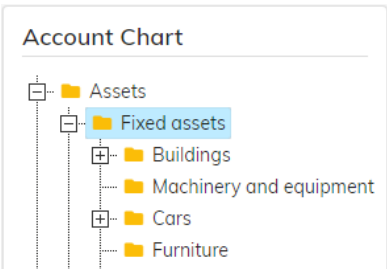 Account Chart
Assets
Fixed assets
Buildings
Machinery and equipment
Cars
Furniture